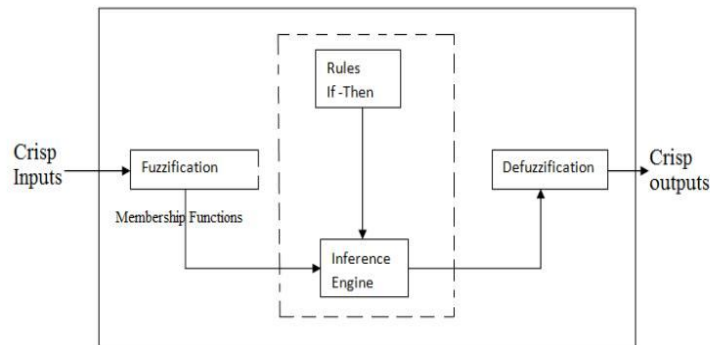 Rules
If -Then
Crisp
Inputs
Fuzzification
Membership Functions
Inference
Engine
Defuzzification
Crisp
outputs